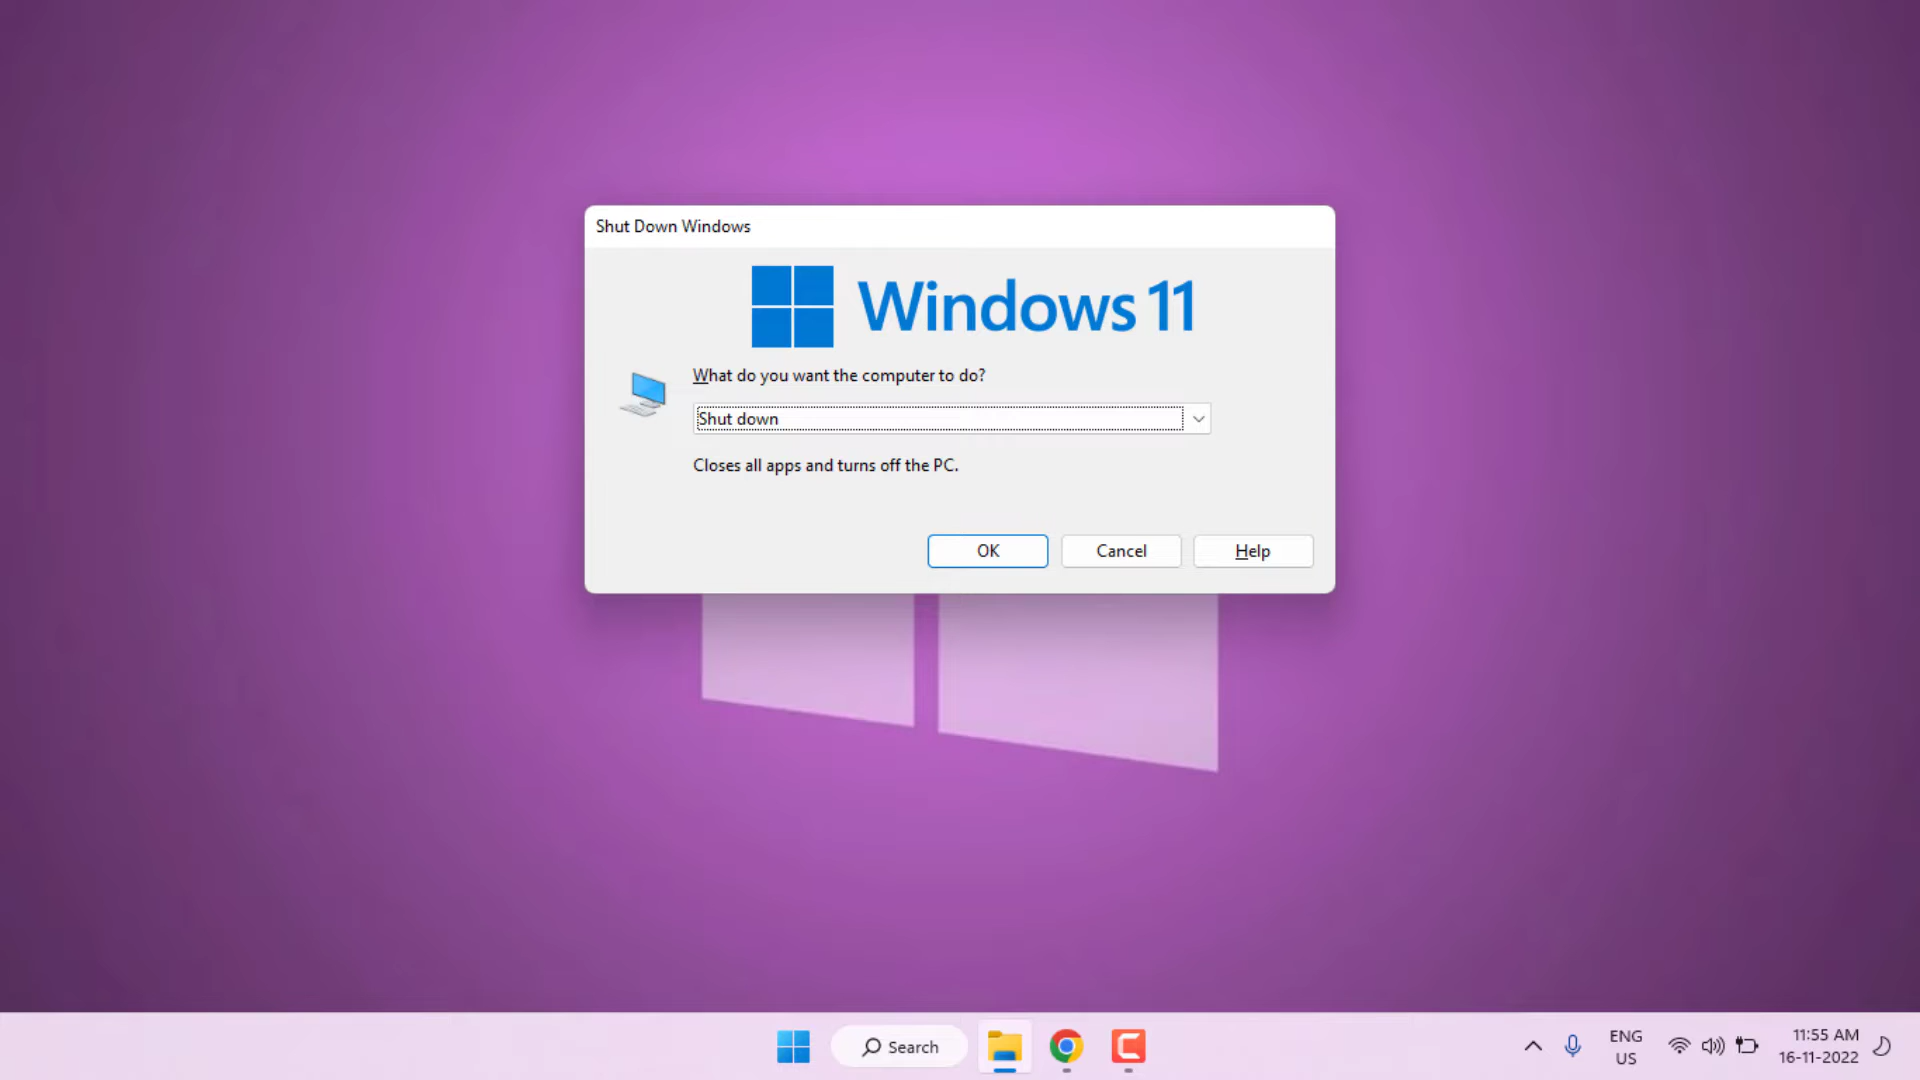 Shut Down Windows
Windows 11
What do you want the computer to do?
Shut down
Closes all apps and turns off the PC.
OK
Cancel
Help
Search
ENG
US
11:55 AM
16-11-2022